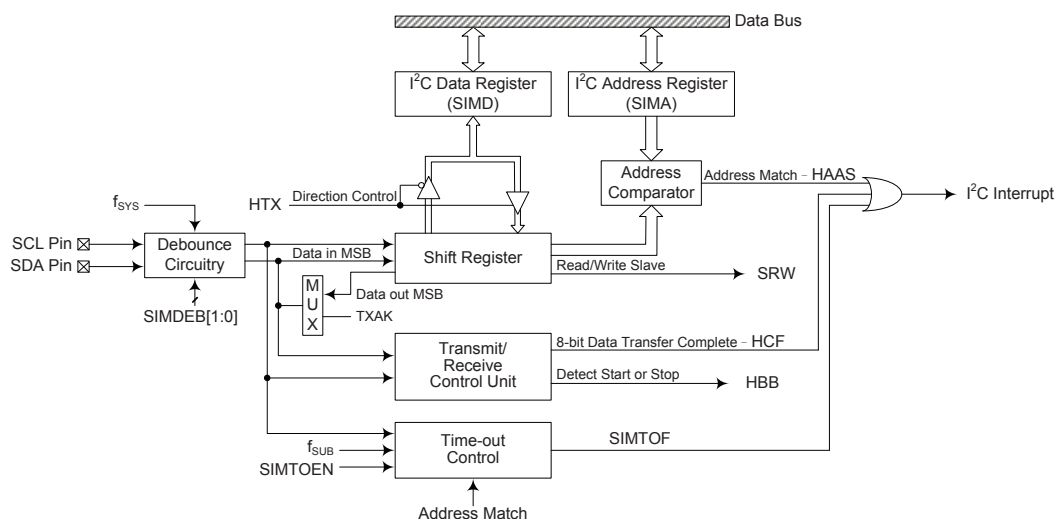 Data Bus
I²C Data Register
(SIMD)
I²C Address Register
(SIMA)
Address
Comparator
Address Match - HAAS
I²C Interrupt
HTX
Direction Control
fSYS
SCL Pin
SDA Pin
Debounce
Circuitry
SIMDEB[1:0]
Data in MSB
Shift Register
Read/Write Slave
SRW
MUX
Data out MSB
TXAK
Transmit/
Receive
Control Unit
8-bit Data Transfer Complete - HCF
Detect Start or Stop
HBB
fSUB
SIMTOEN
Time-out
Control
SIMTOF
Address Match